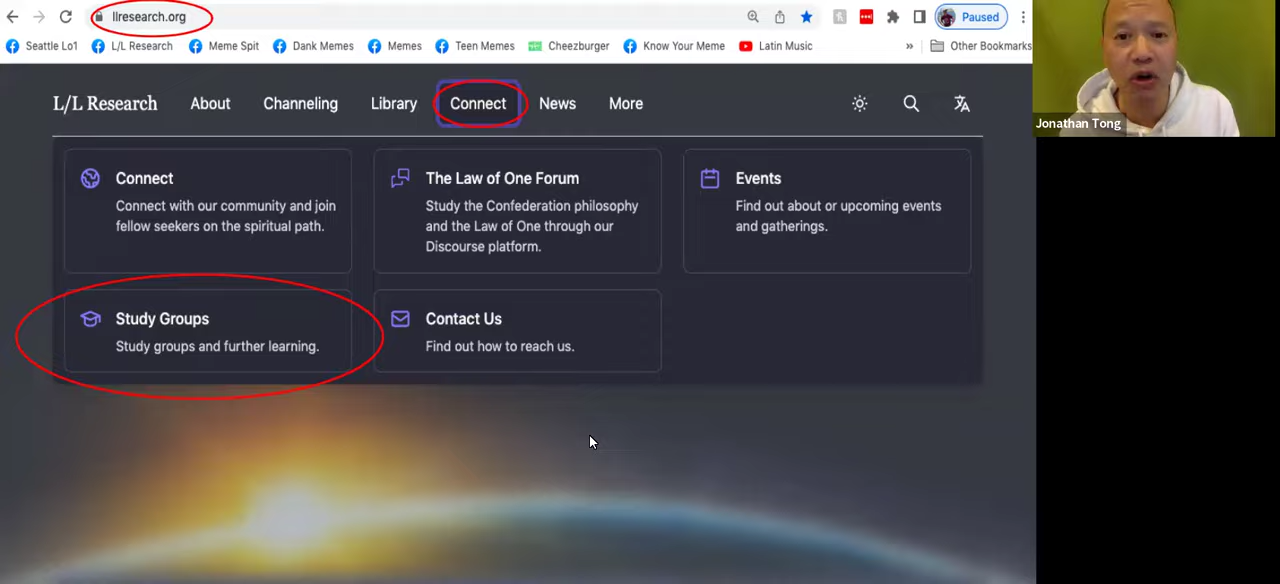 llresearch.org
Paused
Seattle Lo1 L/L Research Meme Spit Dank Memes Memes Teen Memes Cheezburger Know Your Meme Latin Music » Other Bookmarks
L/L Research About Channeling Library Connect News More
Jonathan Tong
Connect
Connect with our community and join
fellow seekers on the spiritual path.
The Law of One Forum
Study the Confederation philosophy
and the Law of One through our
Discourse platform.
Events
Find out about or upcoming events
and gatherings.
Study Groups
Study groups and further learning.
Contact Us
Find out how to reach us.